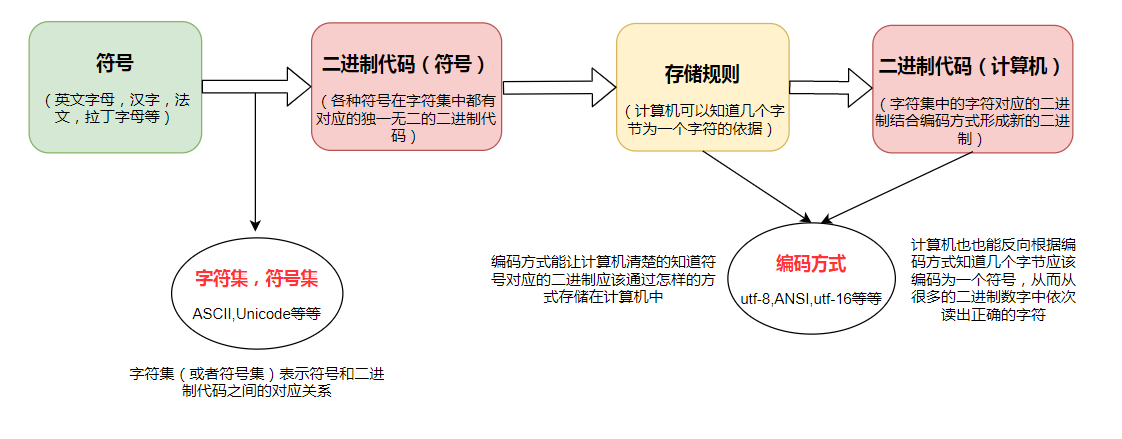 符号
（英文字母，汉字，法
文，拉丁字母等）
二进制代码（符号）
（各种符号在字符集中都有
对应的独一无二的二进制代
码）
存储规则
（计算机可以知道几个字
节为一个字符的依据）
二进制代码（计算机）
（字符集中的字符对应的二进
制结合编码方式形成新的二进
制）
字符集，符号集
ASCII,Unicode等等
字符集（或者符号集）表示符号和二进
制代码之间的对应关系
编码方式能让计算机清楚的知道符
号对应的二进制应该通过怎样的方
式存储在计算机中
编码方式
utf-8,ANSI,utf-16等等
计算机也也能反向根据编
码方式知道几个字节应该
编码为一个符号，从而从
很多的二进制数字中依次
读出正确的字符